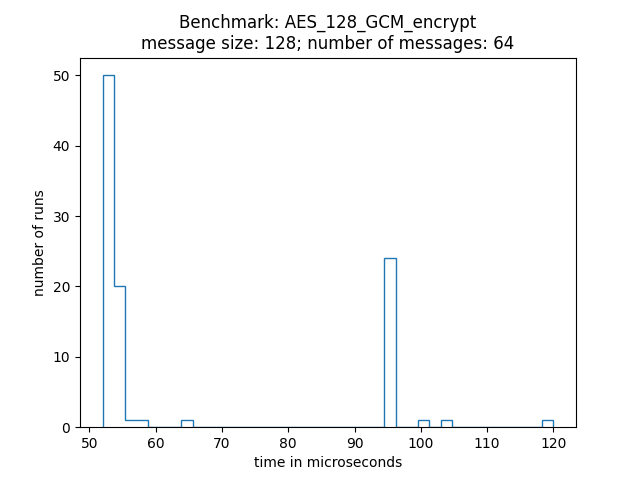 Benchmark: AES_128_GCM_encrypt
message size: 128; number of messages: 64
50
40
30
20
10
0
number of runs
50 60 70 80 90 100 110 120
time in microseconds